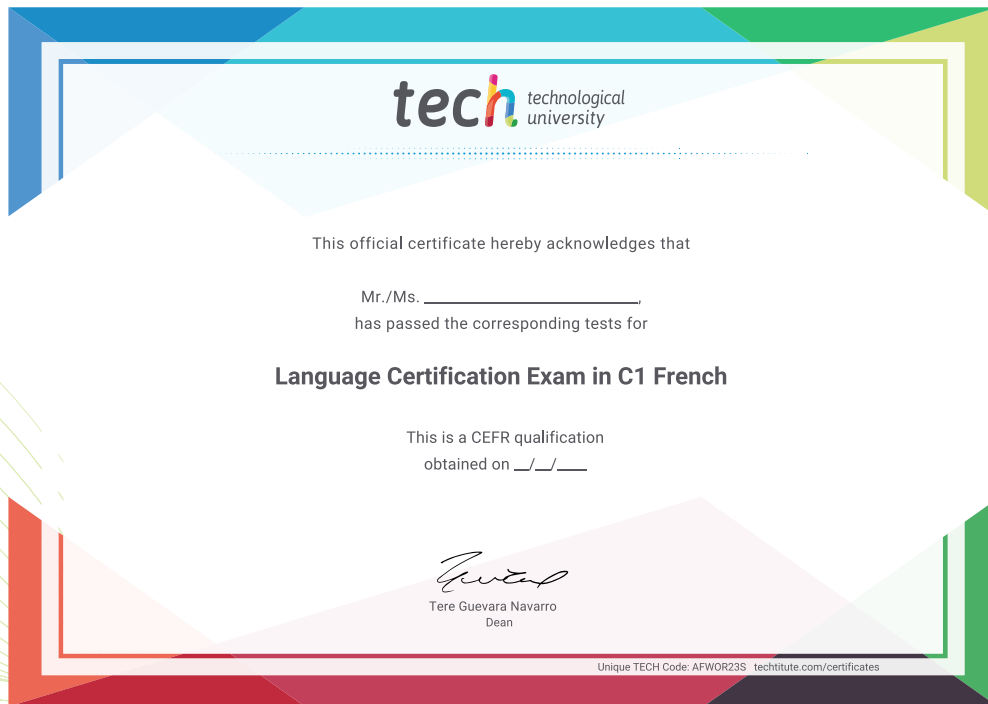 tech technological
university
This official certificate hereby acknowledges that
Mr./Ms. ____________________,
has passed the corresponding tests for
Language Certification Exam in C1 French
This is a CEFR qualification
obtained on __/__/____
Tere Guevara Navarro
Dean
Unique TECH Code: AFWOR23S techtitute.com/certificates